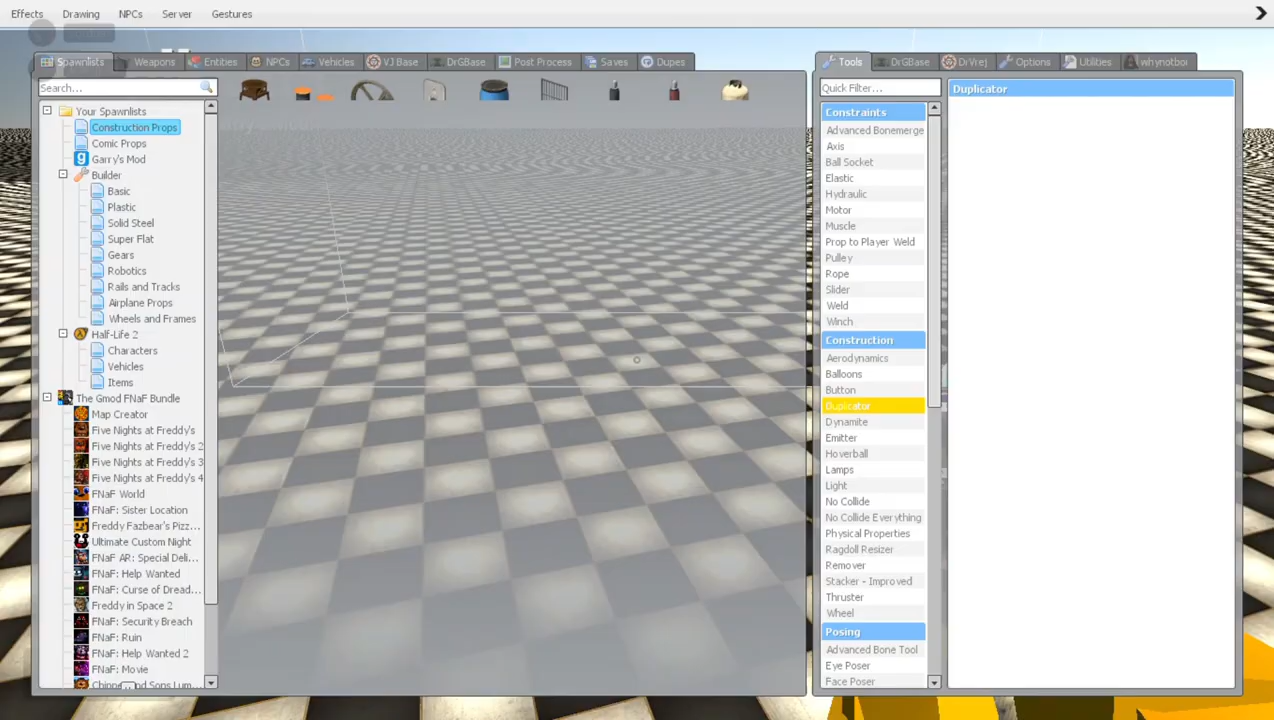 Effects Drawing NPCs Server Gestures
Spawnlists Weapons Entities NPCs Vehicles VJ Base DrGBase Post Process Saves Dupes
Search...
Your Spawnlists
Construction Props
Comic Props
Garry's Mod
Builder
Basic
Plastic
Solid Steel
Super Flat
Gears
Robotics
Rails and Tracks
Airplane Props
Wheels and Frames
Half-Life 2
Characters
Vehicles
Items
The Gmod FNaF Bundle
Map Creator
Five Nights at Freddy's
Five Nights at Freddy's 2
Five Nights at Freddy's 3
Five Nights at Freddy's 4
FNaF World
FNaF: Sister Location
Freddy Fazbear's Pizz...
Ultimate Custom Night
FNaF AR: Special Deli...
FNaF: Help Wanted
FNaF: Curse of Dread...
Freddy in Space 2
FNaF: Security Breach
FNaF: Ruin
FNaF: Help Wanted 2
FNaF: Movie
Tools DrGBase DrVrej Options Utilities whynotboi
Quick Filter...
Constraints
Advanced Bonemerge
Axis
Ball Socket
Elastic
Hydraulic
Motor
Muscle
Prop to Player Weld
Pulley
Rope
Slider
Weld
Winch
Construction
Aerodynamics
Balloons
Button
Duplicator
Dynamite
Emitter
Hoverball
Lamps
Light
No Collide
No Collide Everything
Physical Properties
Ragdoll Resizer
Remover
Stacker - Improved
Thruster
Wheel
Posing
Advanced Bone Tool
Eye Poser
Face Poser
Duplicator